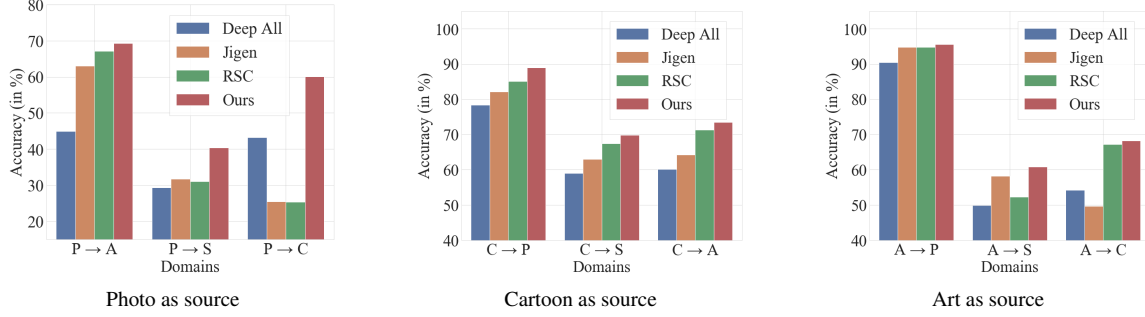 80
70
60
50
40
30
20
Accuracy (in %)
Deep All
Jigen
RSC
Ours
P → A
P → S
P → C
Domains
Photo as source
100
90
80
70
60
50
40
Accuracy (in %)
Deep All
Jigen
RSC
Ours
C → P
C → S
C → A
Domains
Cartoon as source
100
90
80
70
60
50
40
Accuracy (in %)
Deep All
Jigen
RSC
Ours
A → P
A → S
A → C
Domains
Art as source